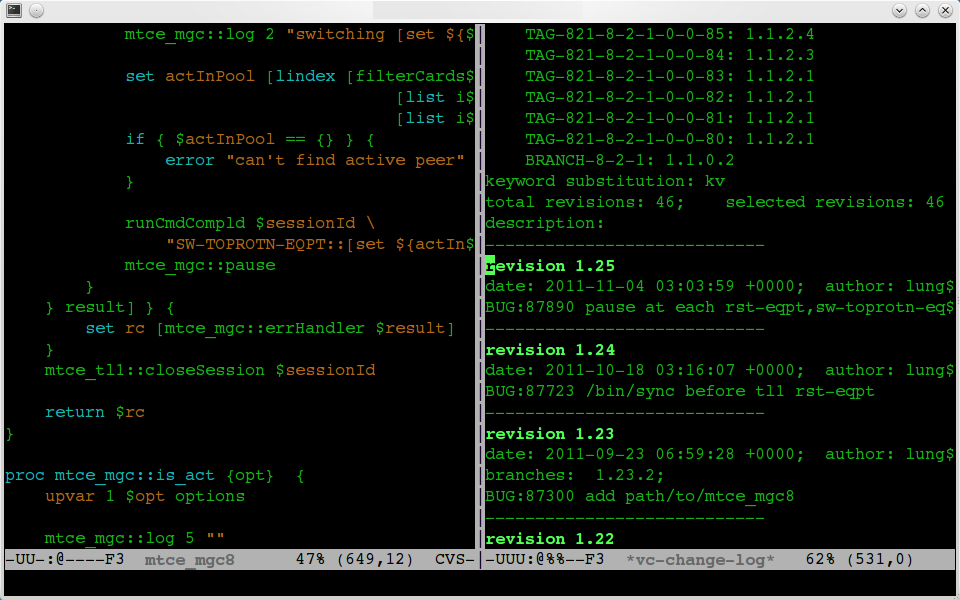 mtce_mgc::log 2 "switching [set ${$
                        set actInPool [lindex [filterCards$
                                                   [list i$
                                                   [list i$
                        if { $actInPool == {} } {
                            error "can't find active peer"
                        }
                        runCmdCompld $sessionId \
                            "SW-TOPROTN-EQPT::[set ${actIn$
                        mtce_mgc::pause
                    }
                } result] } {
                    set rc [mtce_mgc::errHandler $result]
                }
                mtce_tl1::closeSession $sessionId
                return $rc
}
proc mtce_mgc::is_act {opt}  {
    upvar 1 $opt options
    mtce_mgc::log 5 ""
-UU-:@----F3  mtce_mgc8      47% (649,12)  CVS-
    TAG-821-8-2-1-0-0-85: 1.1.2.4
    TAG-821-8-2-1-0-0-84: 1.1.2.3
    TAG-821-8-2-1-0-0-83: 1.1.2.1
    TAG-821-8-2-1-0-0-82: 1.1.2.1
    TAG-821-8-2-1-0-0-81: 1.1.2.1
    TAG-821-8-2-1-0-0-80: 1.1.2.1
    BRANCH-8-2-1: 1.1.0.2
keyword substitution: kv
total revisions: 46;    selected revisions: 46
description:
----------------------------
revision 1.25
date: 2011-11-04 03:03:59 +0000;  author: lung$
BUG:87890 pause at each rst-eqpt,sw-toprotn-eq$
----------------------------
revision 1.24
date: 2011-10-18 03:16:07 +0000;  author: lung$
BUG:87723 /bin/sync before tl1 rst-eqpt
----------------------------
revision 1.23
date: 2011-09-23 06:59:28 +0000;  author: lung$
branches:  1.23.2;
BUG:87300 add path/to/mtce_mgc8
----------------------------
revision 1.22
-UUU:@%%--F3  *vc-change-log*   62% (531,0)